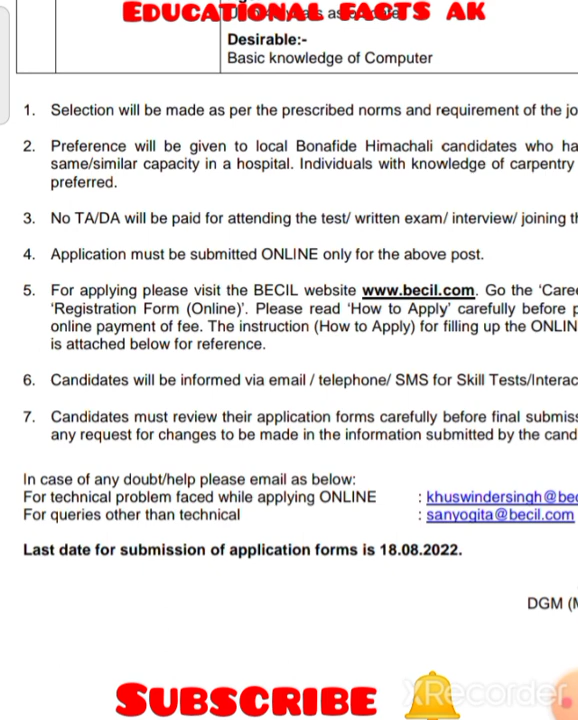 EDUCATIONAL FACTS AK
Desirable:-
Basic knowledge of Computer
1. Selection will be made as per the prescribed norms and requirement of the jo
2. Preference will be given to local Bonafide Himachali candidates who ha
same/similar capacity in a hospital. Individuals with knowledge of carpentry
preferred.
3. No TA/DA will be paid for attending the test/ written exam/ interview/ joining th
4. Application must be submitted ONLINE only for the above post.
5. For applying please visit the BECIL website www.becil.com. Go the ‘Caree
‘Registration Form (Online)’. Please read ‘How to Apply’ carefully before p
online payment of fee. The instruction (How to Apply) for filling up the ONLIN
is attached below for reference.
6. Candidates will be informed via email / telephone/ SMS for Skill Tests/Interac
7. Candidates must review their application forms carefully before final submiss
any request for changes to be made in the information submitted by the cand
In case of any doubt/help please email as below:
For technical problem faced while applying ONLINE : khuswindersingh@bec
For queries other than technical : sanyogita@becil.com
Last date for submission of application forms is 18.08.2022.
DGM (M
SUBSCRIBE XRecorder